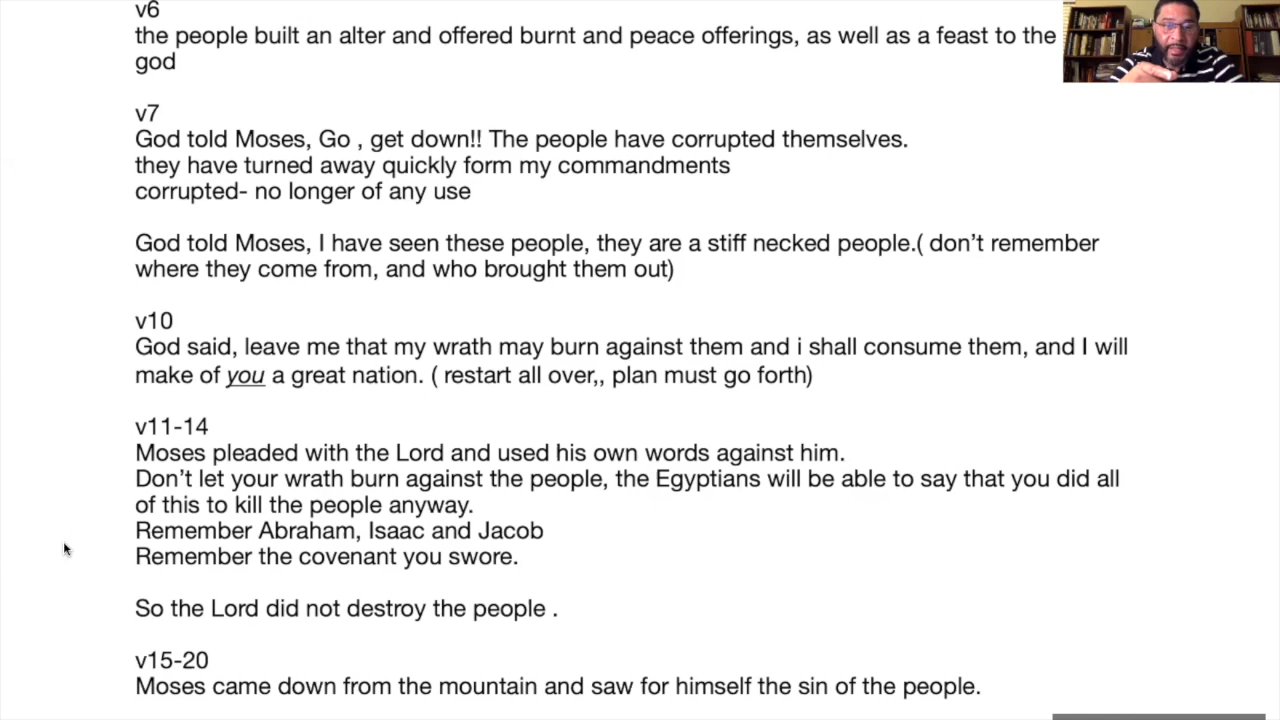 v6
the people built an alter and offered burnt and peace offerings, as well as a feast to the
god
v7
God told Moses, Go , get down!! The people have corrupted themselves.
they have turned away quickly form my commandments
corrupted- no longer of any use
God told Moses, I have seen these people, they are a stiff necked people.( don’t remember
where they come from, and who brought them out)
v10
God said, leave me that my wrath may burn against them and i shall consume them, and I will
make of you a great nation. ( restart all over,, plan must go forth)
v11-14
Moses pleaded with the Lord and used his own words against him.
Don’t let your wrath burn against the people, the Egyptians will be able to say that you did all
of this to kill the people anyway.
Remember Abraham, Isaac and Jacob
Remember the covenant you swore.
So the Lord did not destroy the people .
v15-20
Moses came down from the mountain and saw for himself the sin of the people.